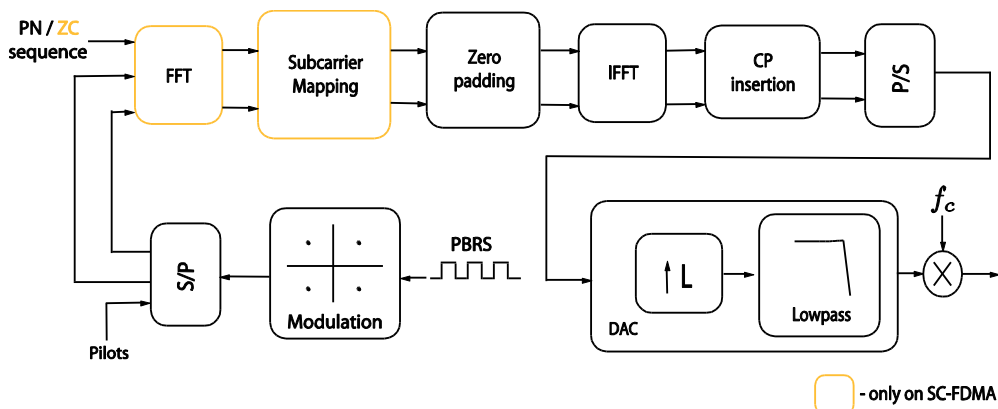 PN / ZC
sequence
FFT
Subcarrier
Mapping
Zero
padding
IFFT
CP
insertion
P/S
S/P
Modulation
PBRS
Pilots
L
Lowpass
DAC
fc
- only on SC-FDMA